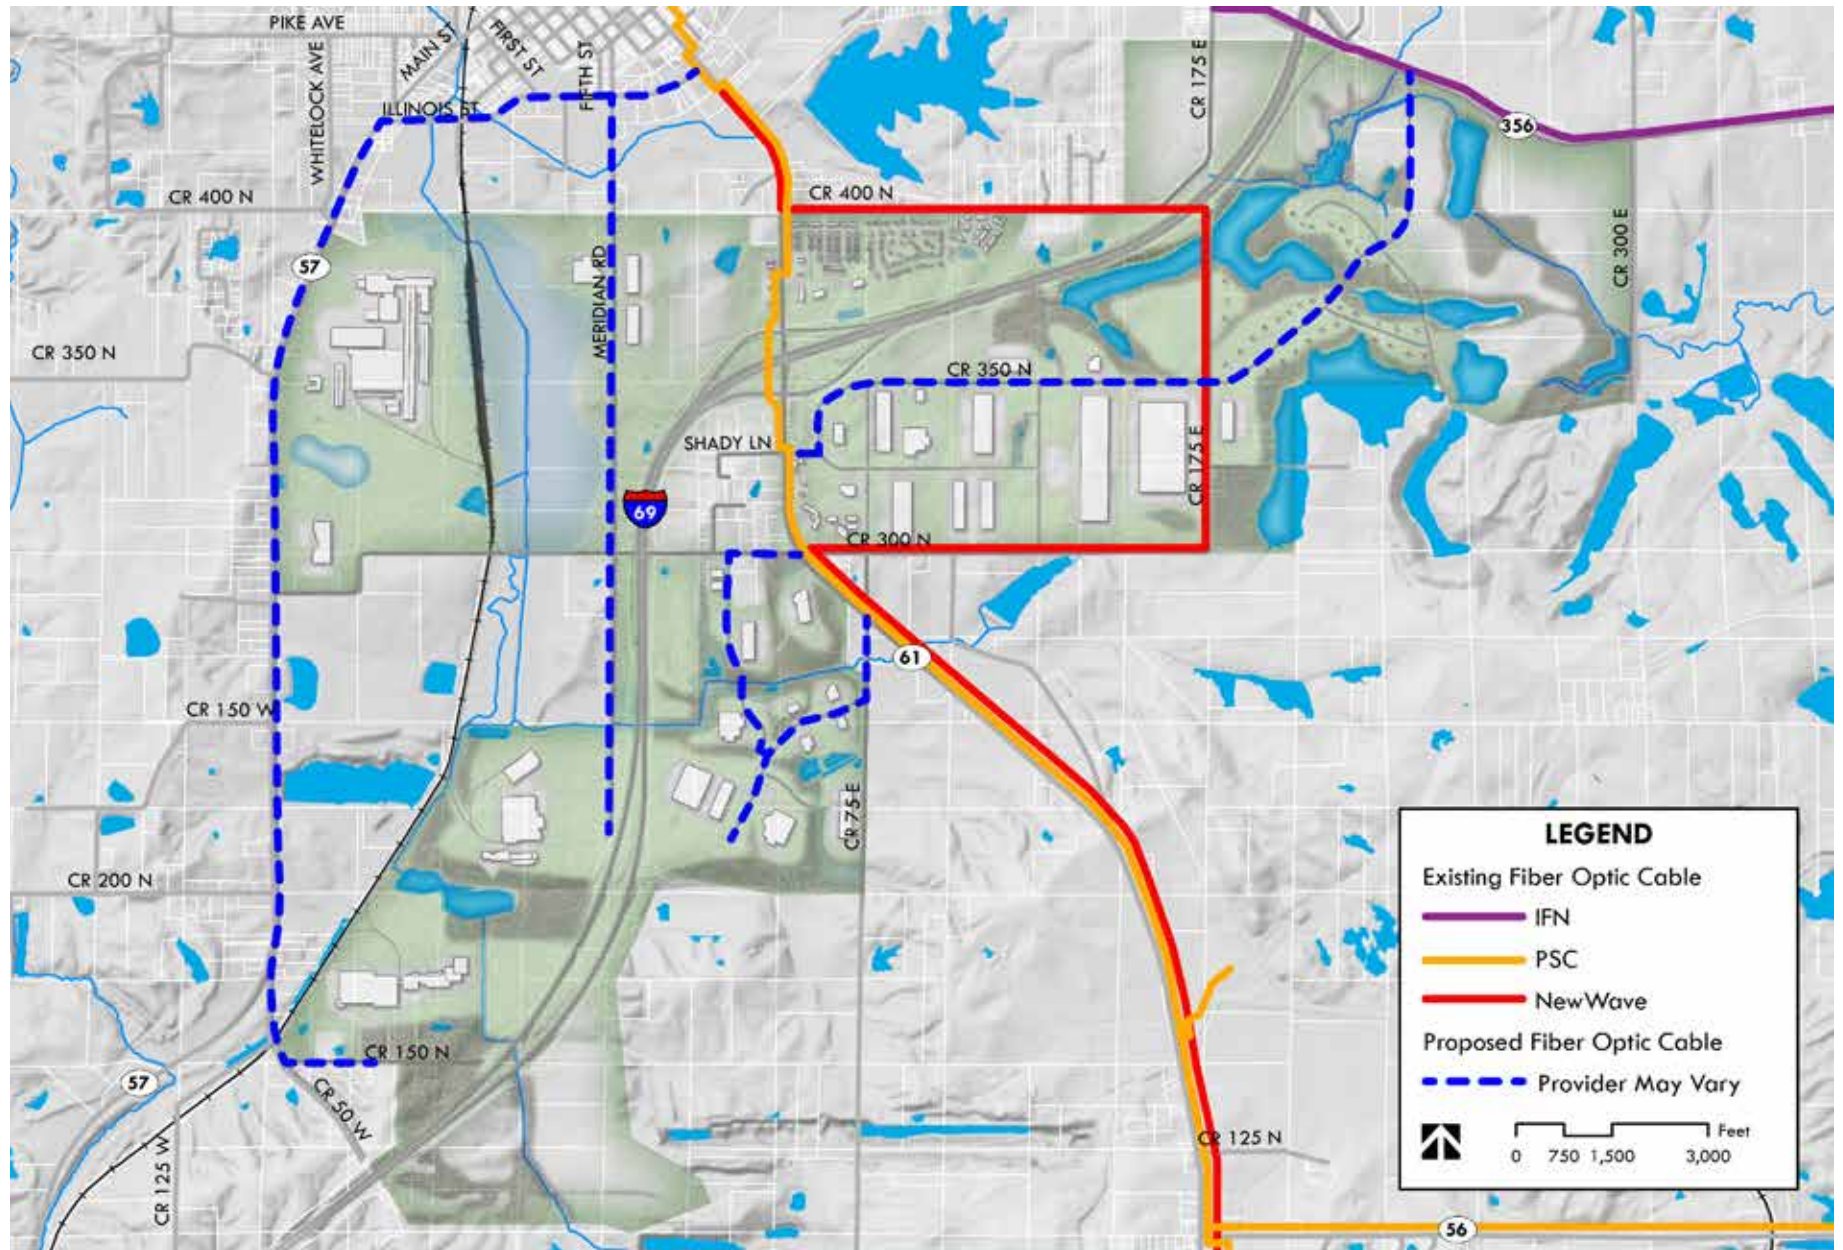 PIKE AVE
MAIN ST
FIRST ST
FIFTH ST
WHITELOCK AVE
ILLINOIS ST
CR 175 E
356
CR 400 N
CR 400 N
57
MERIDIAN RD
CR 300 E
CR 350 N
CR 350 N
SHADY LN
CR 175 E
69
CR 300 N
61
CR 150 W
CR 75 E
CR 200 N
CR 150 N
57
CR 50 W
CR 125 W
CR 125 N
56
LEGEND
Existing Fiber Optic Cable
IFN
PSC
NewWave
Proposed Fiber Optic Cable
Provider May Vary
Feet
0 750 1,500 3,000